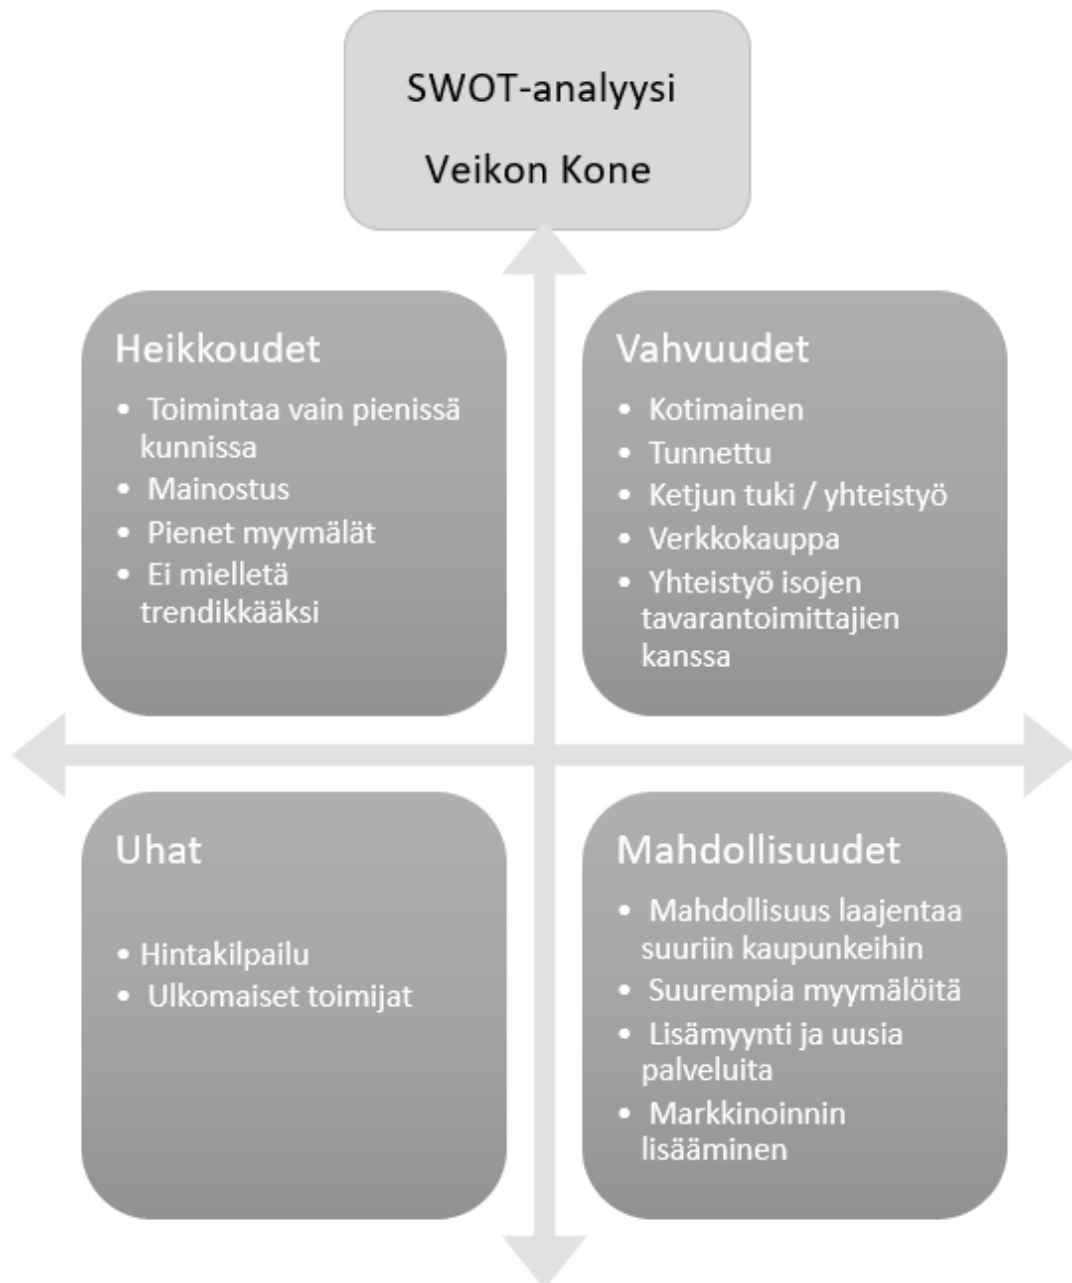 SWOT-analyysi
Veikon Kone
Heikkoudet
• Toimintaa vain pienissä
kunnissa
• Mainostus
• Pienet myymälät
• Ei mielletä
trendikkääksi
Vahvuudet
• Kotimainen
• Tunnettu
• Ketjun tuki / yhteistyö
• Verkkokauppa
• Yhteistyö isojen
tavarantoimittajien
kanssa
Uhat
• Hintakilpailu
• Ulkomaiset toimijat
Mahdollisuudet
• Mahdollisuus laajentaa
suuriin kaupunkeihin
• Suurempia myymälöitä
• Lisämyynti ja uusia
palveluita
• Markkinoinnin
lisääminen